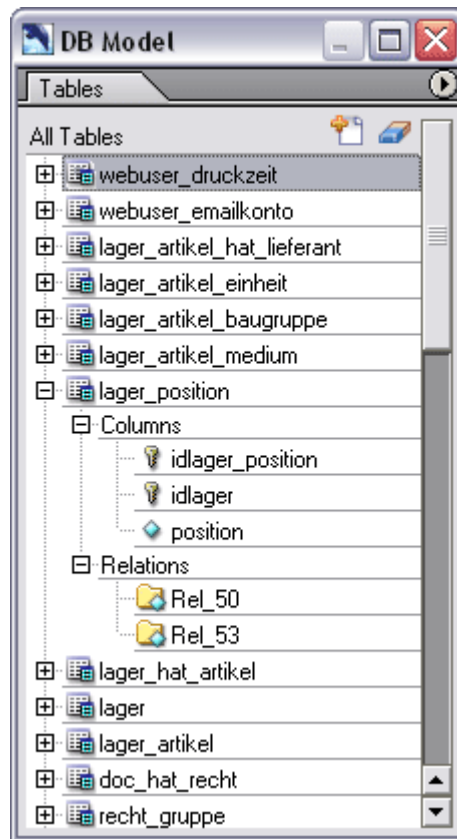 DB Model
Tables
All Tables
webuser_druckzeit
webuser_emailkonto
lager_artikel_hat_lieferant
lager_artikel_einheit
lager_artikel_baugruppe
lager_artikel_medium
lager_position
Columns
idlager_position
idlager
position
Relations
Rel_50
Rel_53
lager_hat_artikel
lager
lager_artikel
doc_hat_recht
recht_gruppe